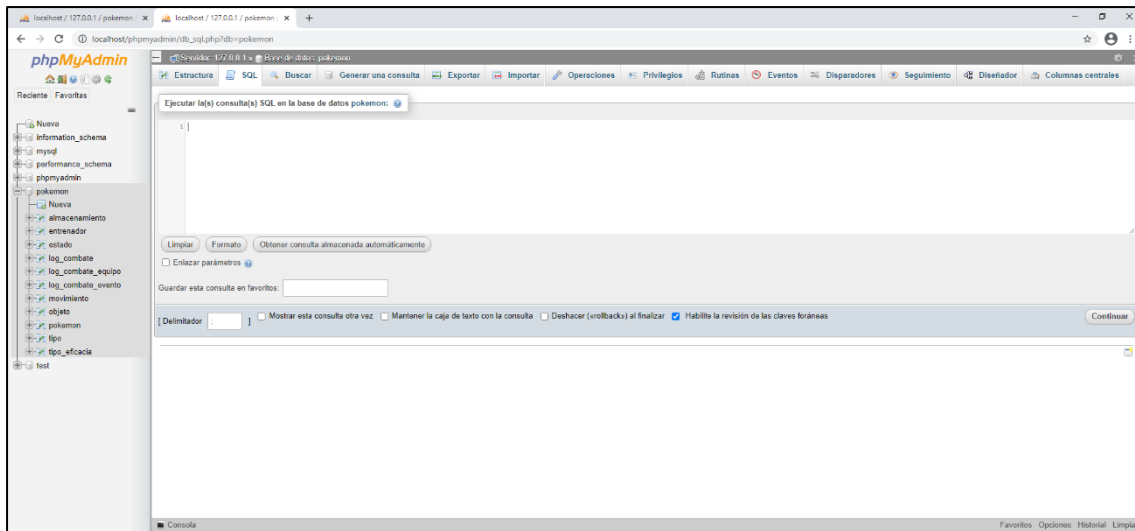 localhost / 127.0.0.1 / pokemon
localhost / 127.0.0.1 / pokemon
localhost/phpmyadmin/db_sql.php?db=pokemon
phpMyAdmin
Reciente Favoritas
Nueva
information_schema
mysql
performance_schema
phpmyadmin
pokemon
Nueva
almacenamiento
entrenador
estado
log_combate
log_combate_equipo
log_combate_evento
movimiento
objeto
pokemon
tipo
tipo_eficacia
test
Servidor: 127.0.0.1 » Base de datos: pokemon
Estructura SQL Buscar Generar una consulta Exportar Importar Operaciones Privilegios Rutinas Eventos Disparadores Seguimiento Diseñador Columnas centrales
Ejecutar la(s) consulta(s) SQL en la base de datos pokemon:
1
Limpiar Formato Obtener consulta almacenada automáticamente
Enlazar parámetros
Guardar esta consulta en favoritos:
[ Delimitador ; ] Mostrar esta consulta otra vez Mantener la caja de texto con la consulta Deshacer («rollback») al finalizar Habilite la revisión de las claves foráneas Continuar
Consola Favoritos Opciones Historial Limpia